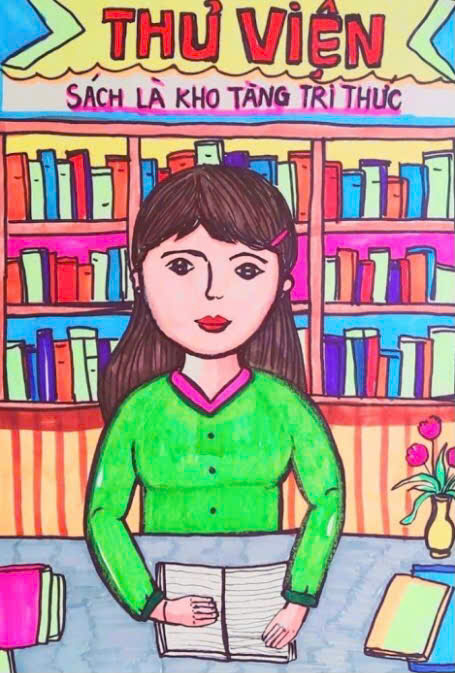 THƯ VIỆN
SÁCH LÀ KHO TÀNG TRI THỨC